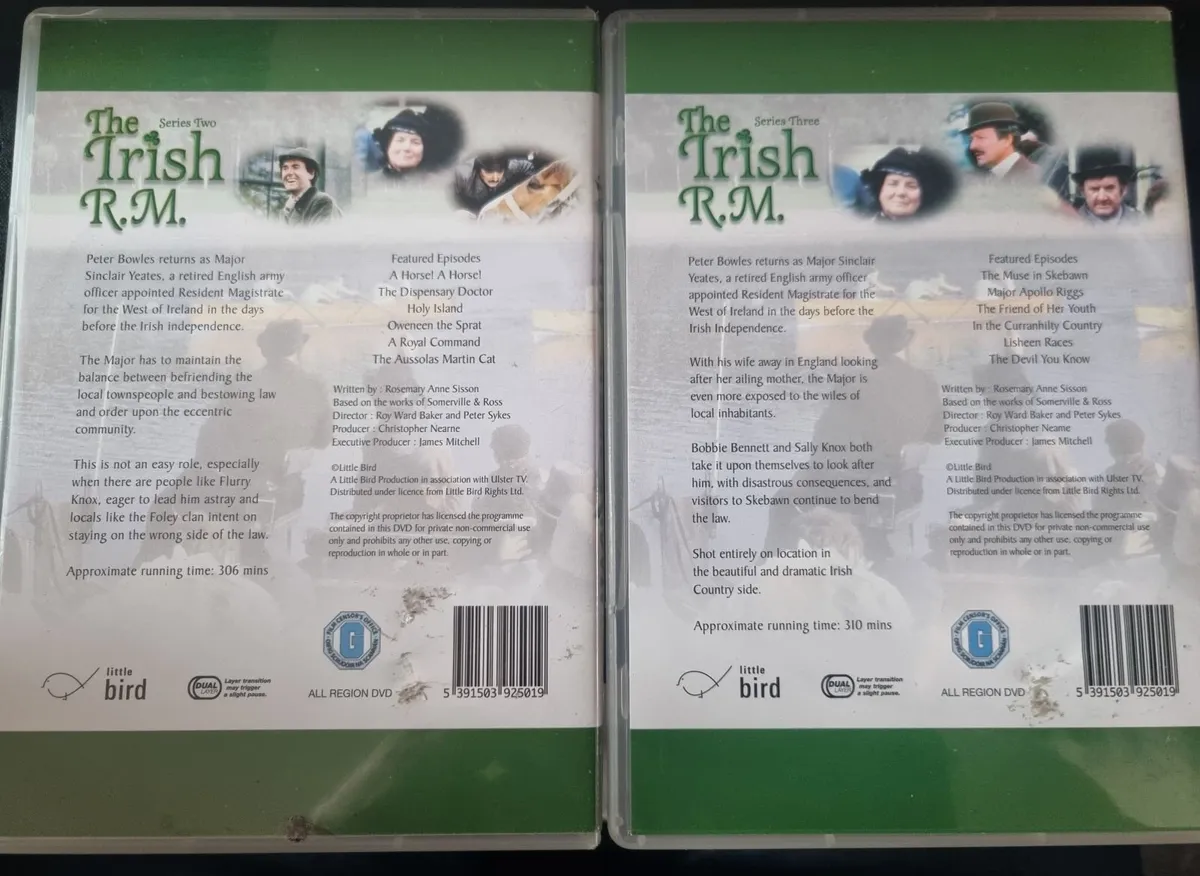 The
Series Two
Irish
R.M.
Peter Bowles returns as Major
Sinclair Yeates, a retired English army
officer appointed Resident Magistrate
for the West of Ireland in the days
before the Irish independence.
The Major has to maintain the
balance between befriending the
local townspeople and bestowing law
and order upon the eccentric
community.
This is not an easy role, especially
when there are people like Flurry
Knox, eager to lead him astray and
locals like the Foley clan intent on
staying on the wrong side of the law.
Approximate running time: 306 mins
Featured Episodes
A Horse! A Horse!
The Dispensary Doctor
Holy Island
Oweneen the Sprat
A Royal Command
The Aussolas Martin Cat
Written by : Rosemary Anne Sisson
Based on the works of Somerville & Ross
Director : Roy Ward Baker and Peter Sykes
Producer : Christopher Nearne
Executive Producer : James Mitchell
©Little Bird
A Little Bird Production in association with Ulster TV.
Distributed under licence from Little Bird Rights Ltd.
The copyright proprietor has licensed the programme
contained in this DVD for private non-commercial use
only and prohibits any other use, copying or
reproduction in whole or in part.
FILM CENSOR'S OFFICE
G
little
bird
DUAL
LAYER
Layer transition
may trigger
a slight pause.
ALL REGION DVD
5 391503 925019
The
Series Three
Irish
R.M.
Peter Bowles returns as Major Sinclair
Yeates, a retired English army officer
appointed Resident Magistrate for the
West of Ireland in the days before the
Irish Independence.
With his wife away in England looking
after her ailing mother, the Major is
even more exposed to the wiles of
local inhabitants.
Bobbie Bennett and Sally Knox both
take it upon themselves to look after
him, with disastrous consequences, and
visitors to Skebawn continue to bend
the law.
Shot entirely on location in
the beautiful and dramatic Irish
Country side.
Approximate running time: 310 mins
Featured Episodes
The Muse in Skebawn
Major Apollo Riggs
The Friend of Her Youth
In the Curranhilty Country
Lisheen Races
The Devil You Know
Written by : Rosemary Anne Sisson
Based on the works of Somerville & Ross
Director : Roy Ward Baker and Peter Sykes
Producer : Christopher Neame
Executive Producer : James Mitchell
©Little Bird
A Little Bird Production in association with Ulster TV.
Distributed under licence from Little Bird Rights Ltd.
The copyright proprietor has licensed the programme
contained in this DVD for private non-commercial use
only and prohibits any other use, copying or
reproduction in whole or in part.
FILM CENSOR'S OFFICE
G
little
bird
DUAL
LAYER
Layer transition
may trigger
a slight pause.
ALL REGION DVD
5 391503 925019